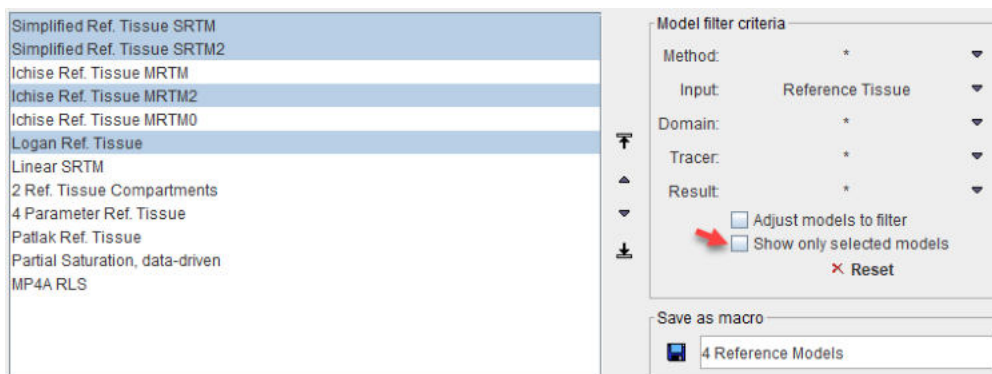 Simplified Ref. Tissue SRTM
Simplified Ref. Tissue SRTM2
Ichise Ref. Tissue MRTM
Ichise Ref. Tissue MRTM2
Ichise Ref. Tissue MRTM0
Logan Ref. Tissue
Linear SRTM
2 Ref. Tissue Compartments
4 Parameter Ref. Tissue
Patlak Ref. Tissue
Partial Saturation, data-driven
MP4A RLS
Model filter criteria
Method: *
Input: Reference Tissue
Domain: *
Tracer: *
Result: *
Adjust models to filter
Show only selected models
Reset
Save as macro
4 Reference Models